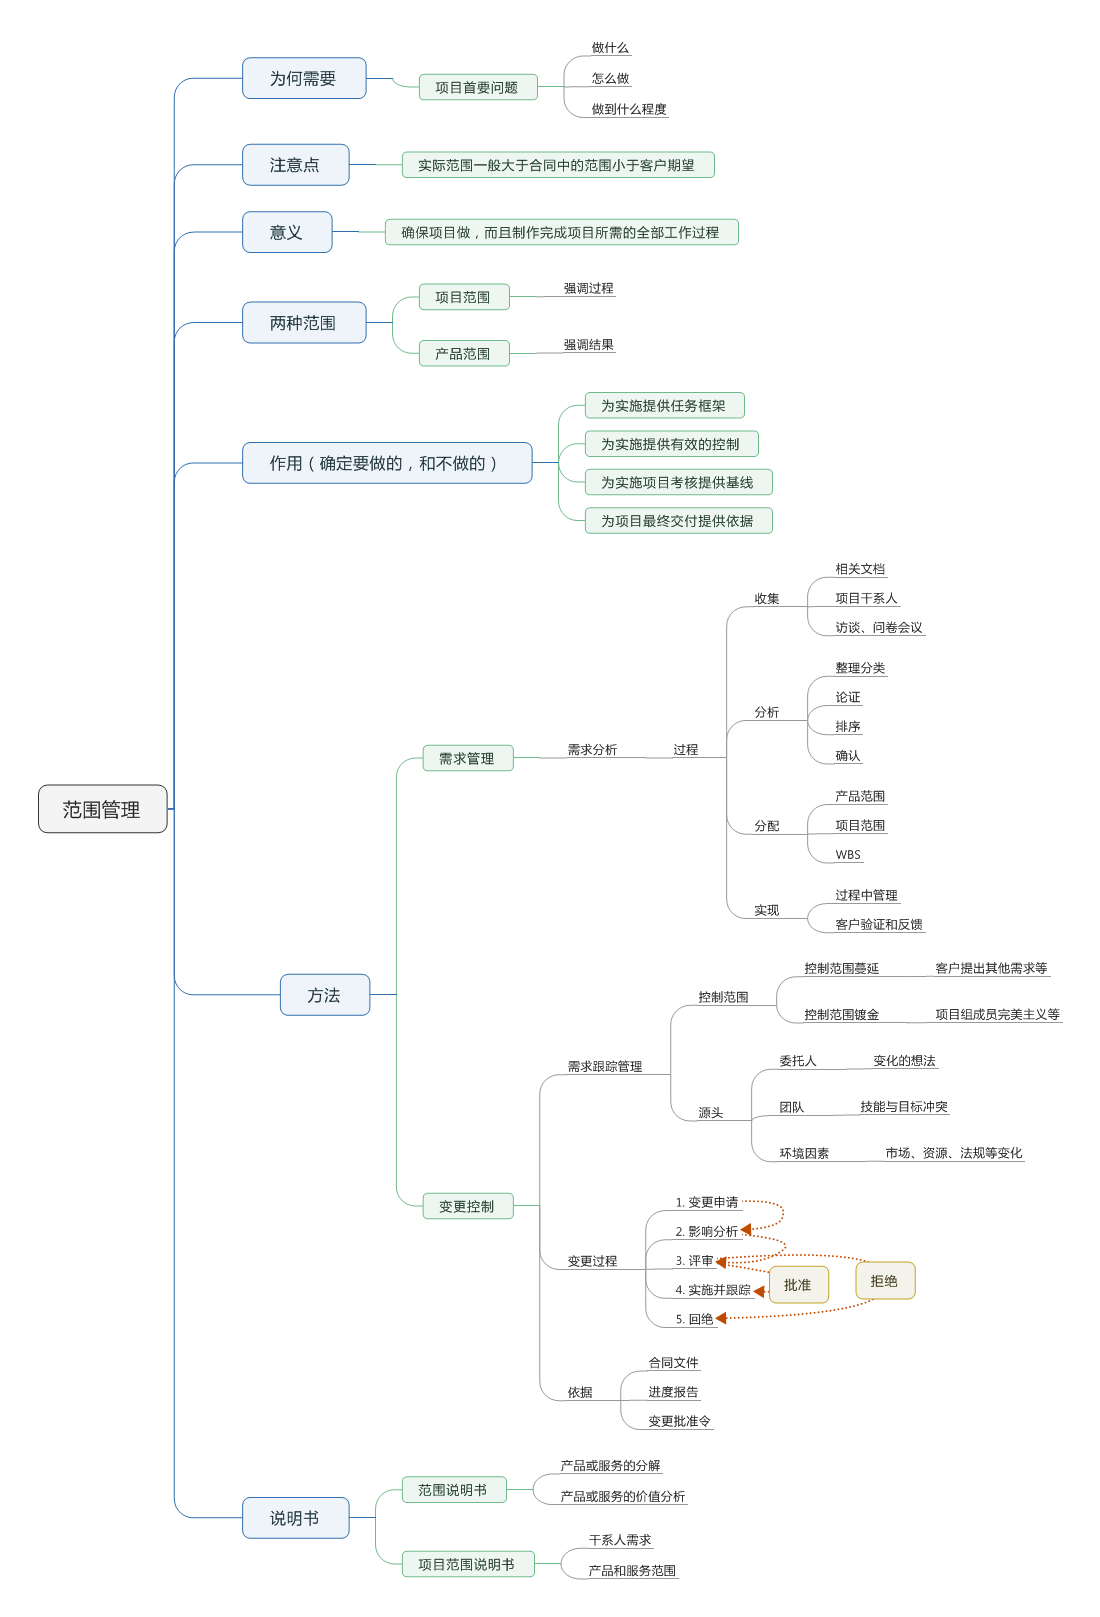 范围管理
为何需要
项目首要问题
做什么
怎么做
做到什么程度
注意点
实际范围一般大于合同中的范围小于客户期望
意义
确保项目做，而且制作完成项目所需的全部工作过程
两种范围
项目范围
强调过程
产品范围
强调结果
作用（确定要做的，和不做的）
为实施提供任务框架
为实施提供有效的控制
为实施项目考核提供基线
为项目最终交付提供依据
方法
需求管理
需求分析
过程
收集
相关文档
项目干系人
访谈、问卷会议
分析
整理分类
论证
排序
确认
分配
产品范围
项目范围
WBS
实现
过程中管理
客户验证和反馈
变更控制
需求跟踪管理
控制范围
控制范围蔓延
客户提出其他需求等
控制范围镀金
项目组成员完美主义等
源头
委托人
变化的想法
团队
技能与目标冲突
环境因素
市场、资源、法规等变化
变更过程
1. 变更申请
2. 影响分析
3. 评审
4. 实施并跟踪
5. 回绝
批准
拒绝
依据
合同文件
进度报告
变更批准令
说明书
范围说明书
产品或服务的分解
产品或服务的价值分析
项目范围说明书
干系人需求
产品和服务范围